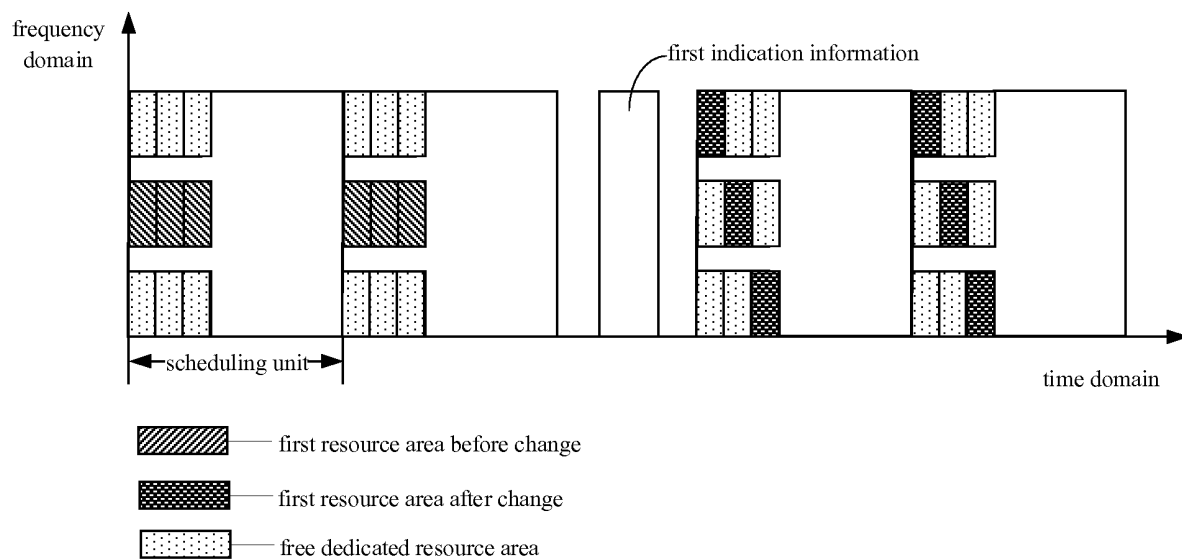 frequency
domain
first indication information
scheduling unit
time domain
first resource area before change
first resource area after change
free dedicated resource area